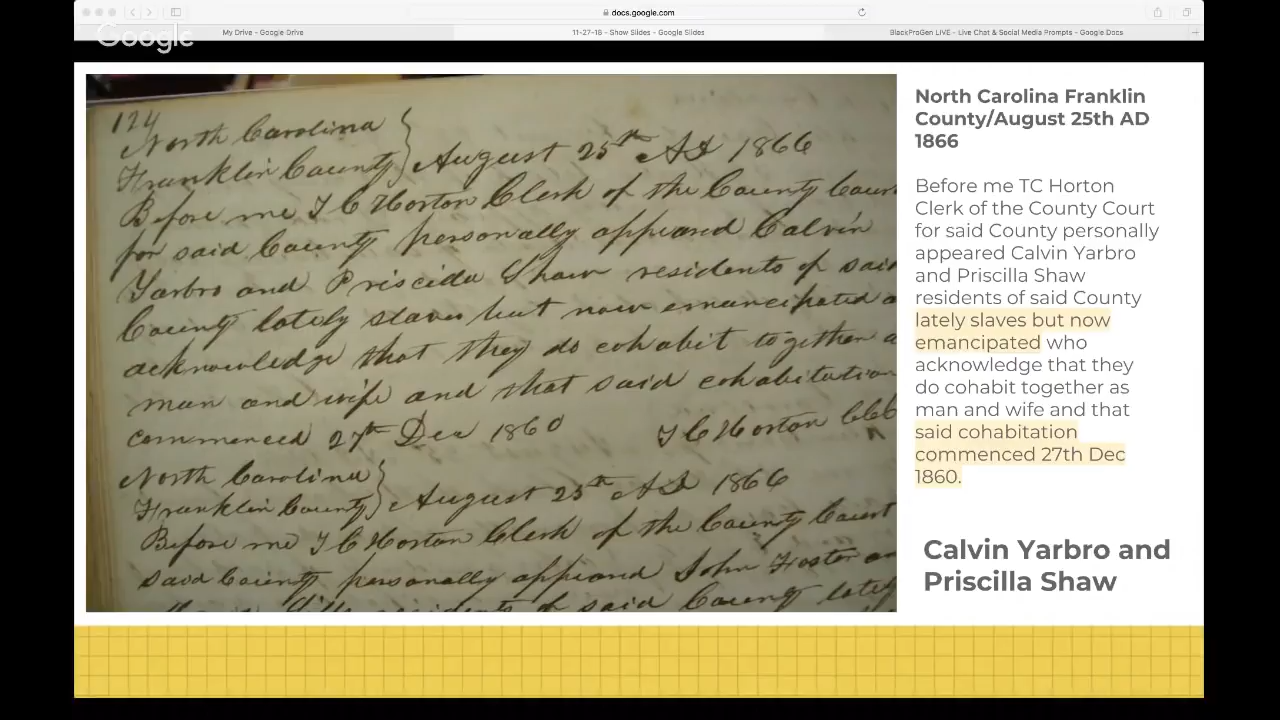 docs.google.com
Google
My Drive - Google Drive
11-27-18 - Show Slides - Google Slides
BlackProGen LIVE - Live Chat & Social Media Prompts - Google Docs
124
North Carolina
Franklin County } August 25th AD 1866
Before me T C Horton Clerk of the County Court
for said County personally appeared Calvin
Yarbro and Priscilla Shaw residents of said
County lately slaves but now emancipated
acknowledge that they do cohabit together
man and wife and that said cohabitation
commenced 27th Dec 1860 T C Horton
North Carolina
Franklin County } August 25th AD 1866
Before me T C Horton Clerk of the County Court
said County personally appeared John Foster
residents of said County lately
North Carolina Franklin
County/August 25th AD
1866
Before me TC Horton
Clerk of the County Court
for said County personally
appeared Calvin Yarbro
and Priscilla Shaw
residents of said County
lately slaves but now
emancipated who
acknowledge that they
do cohabit together as
man and wife and that
said cohabitation
commenced 27th Dec
1860.
Calvin Yarbro and
Priscilla Shaw